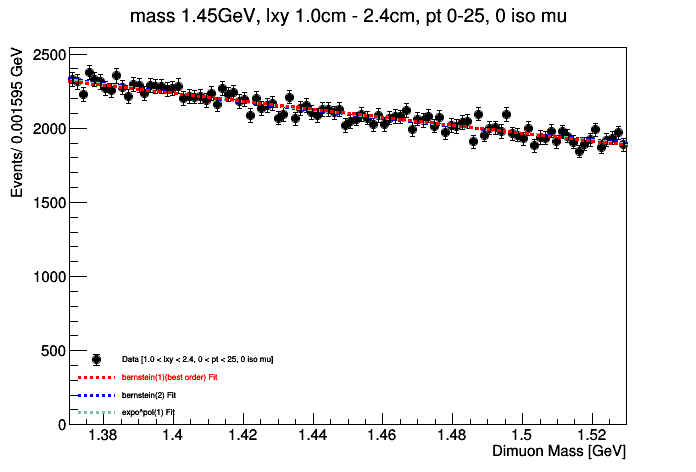 mass 1.45GeV, lxy 1.0cm - 2.4cm, pt 0-25, 0 iso mu
Events/ 0.001595 GeV
2500
2000
1500
1000
500
0
Data [1.0 < lxy < 2.4, 0 < pt < 25, 0 iso mu]
bernstein(1)(best order) Fit
bernstein(2) Fit
expo*pol(1) Fit
1.38 1.4 1.42 1.44 1.46 1.48 1.5 1.52
Dimuon Mass [GeV]